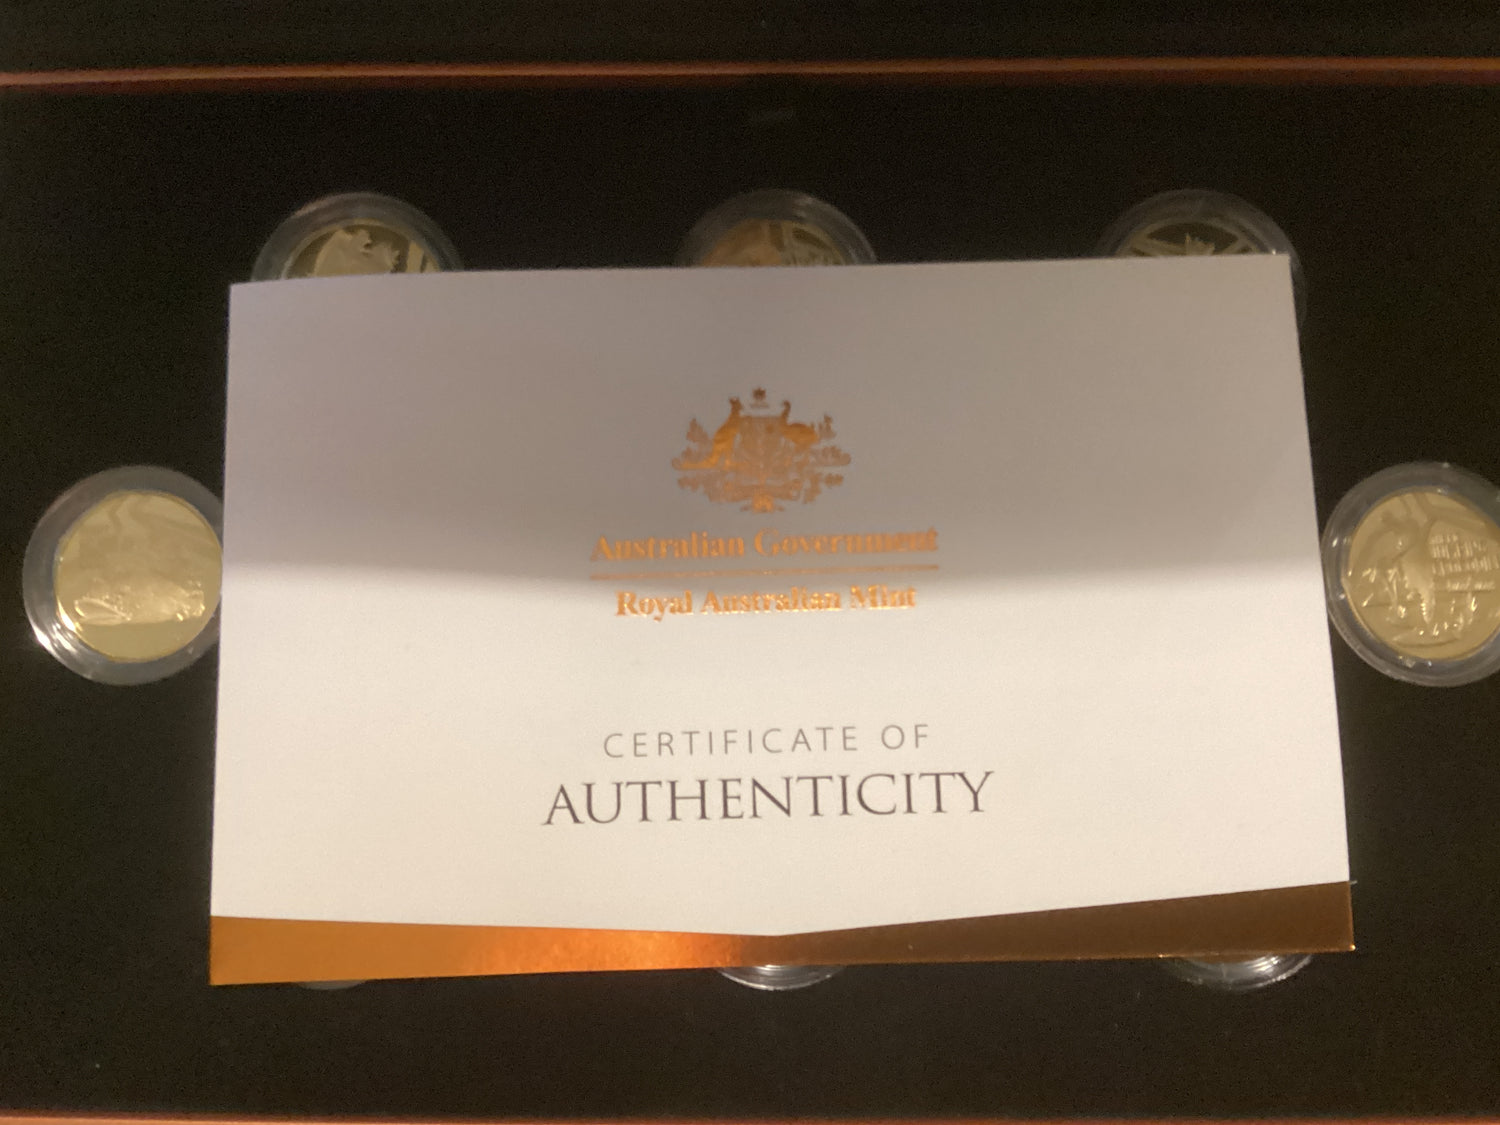 Australian Government
Royal Australian Mint
CERTIFICATE OF
AUTHENTICITY